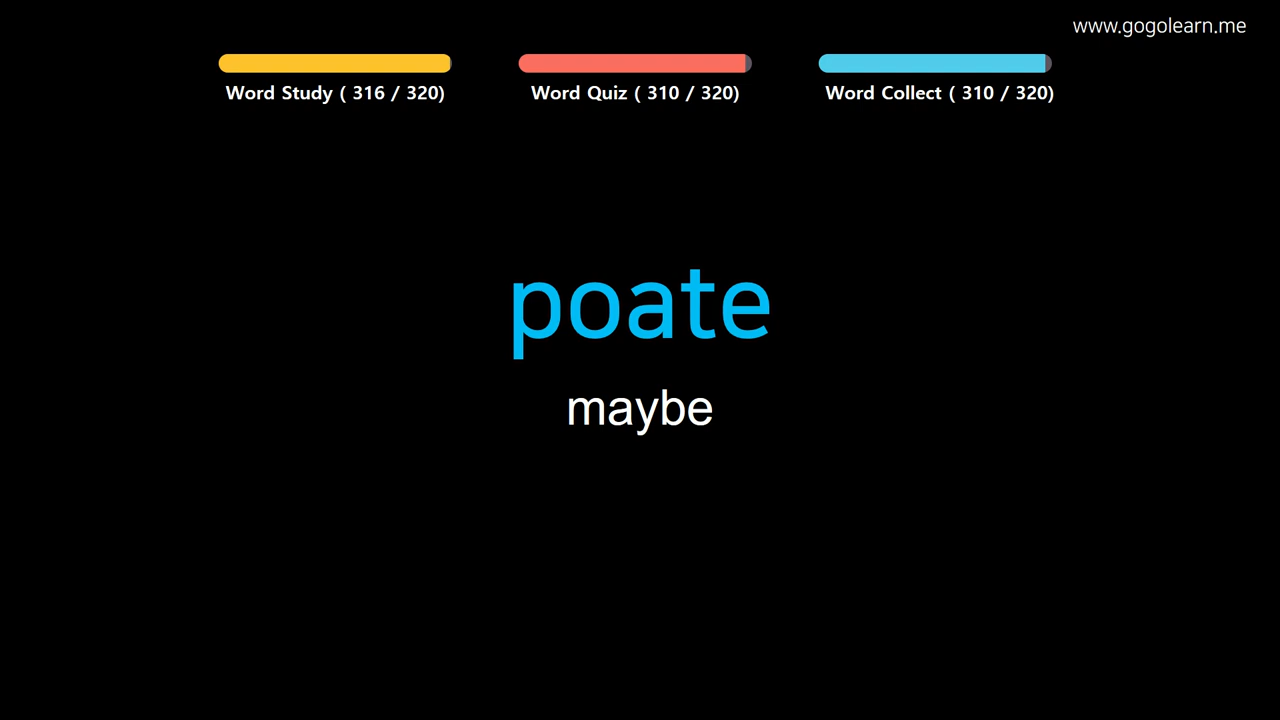 www.gogolearn.me
Word Study ( 316 / 320)
Word Quiz ( 310 / 320)
Word Collect ( 310 / 320)
poate
maybe